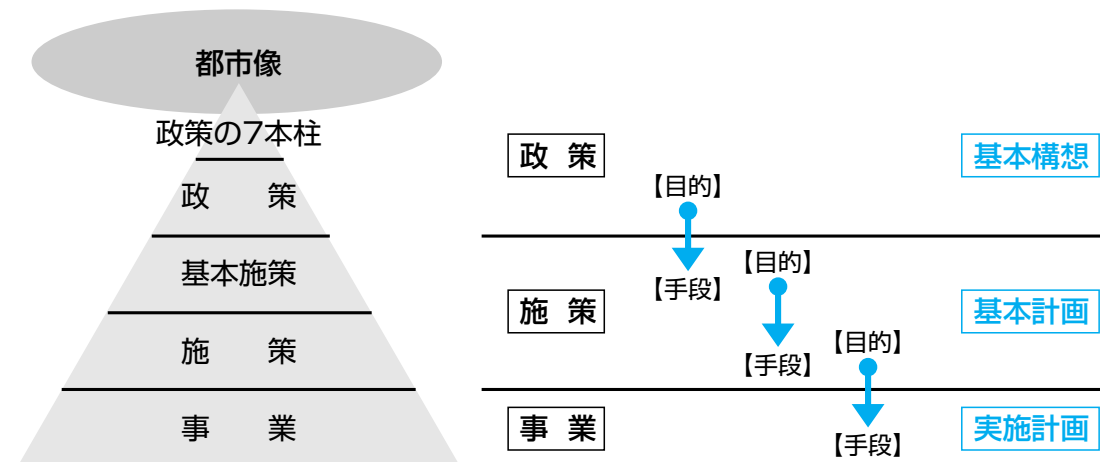 都市像
政策の7本柱
政　　策
基本施策
施　　策
事　　業
政 策
基本構想
【目的】
【手段】
【目的】
施 策
基本計画
【手段】
【目的】
事 業
実施計画
【手段】